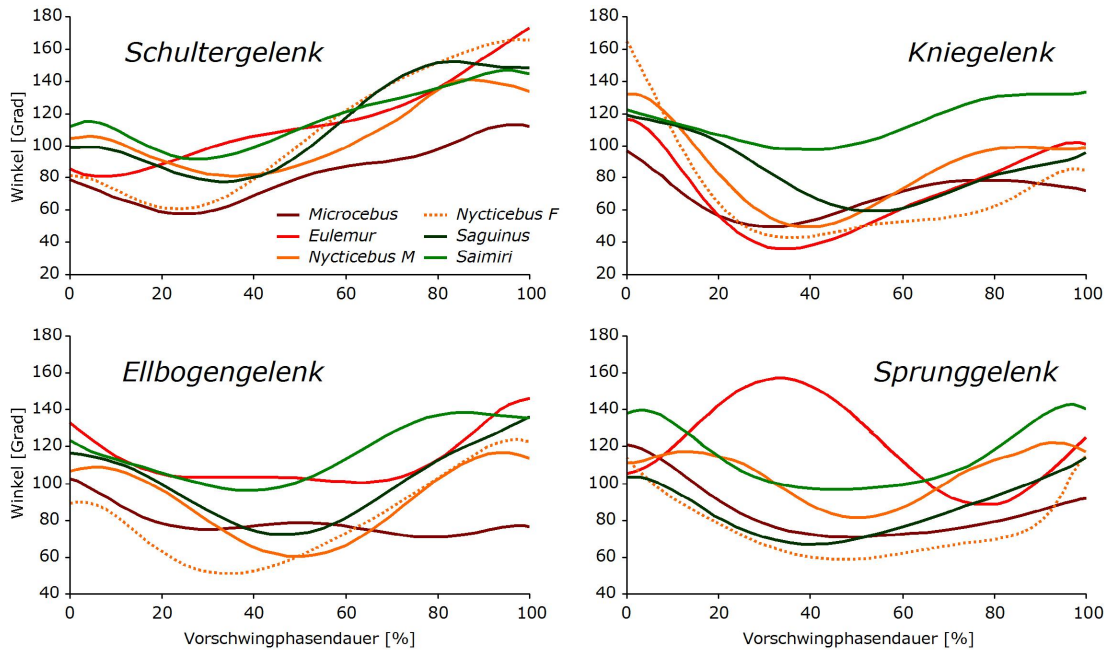 Schultergelenk
180
160
140
120
100
80
60
40
20
Winkel [Grad]
0 20 40 60 80 100
Microcebus
Eulemur
Nycticebus M
Nycticebus F
Saguinus
Saimiri
Kniegelenk
180
160
140
120
100
80
60
40
20
0 20 40 60 80 100
Ellbogengelenk
180
160
140
120
100
80
60
40
Winkel [Grad]
0 20 40 60 80 100
Vorschwingphasendauer [%]
Sprunggelenk
180
160
140
120
100
80
60
40
0 20 40 60 80 100
Vorschwingphasendauer [%]